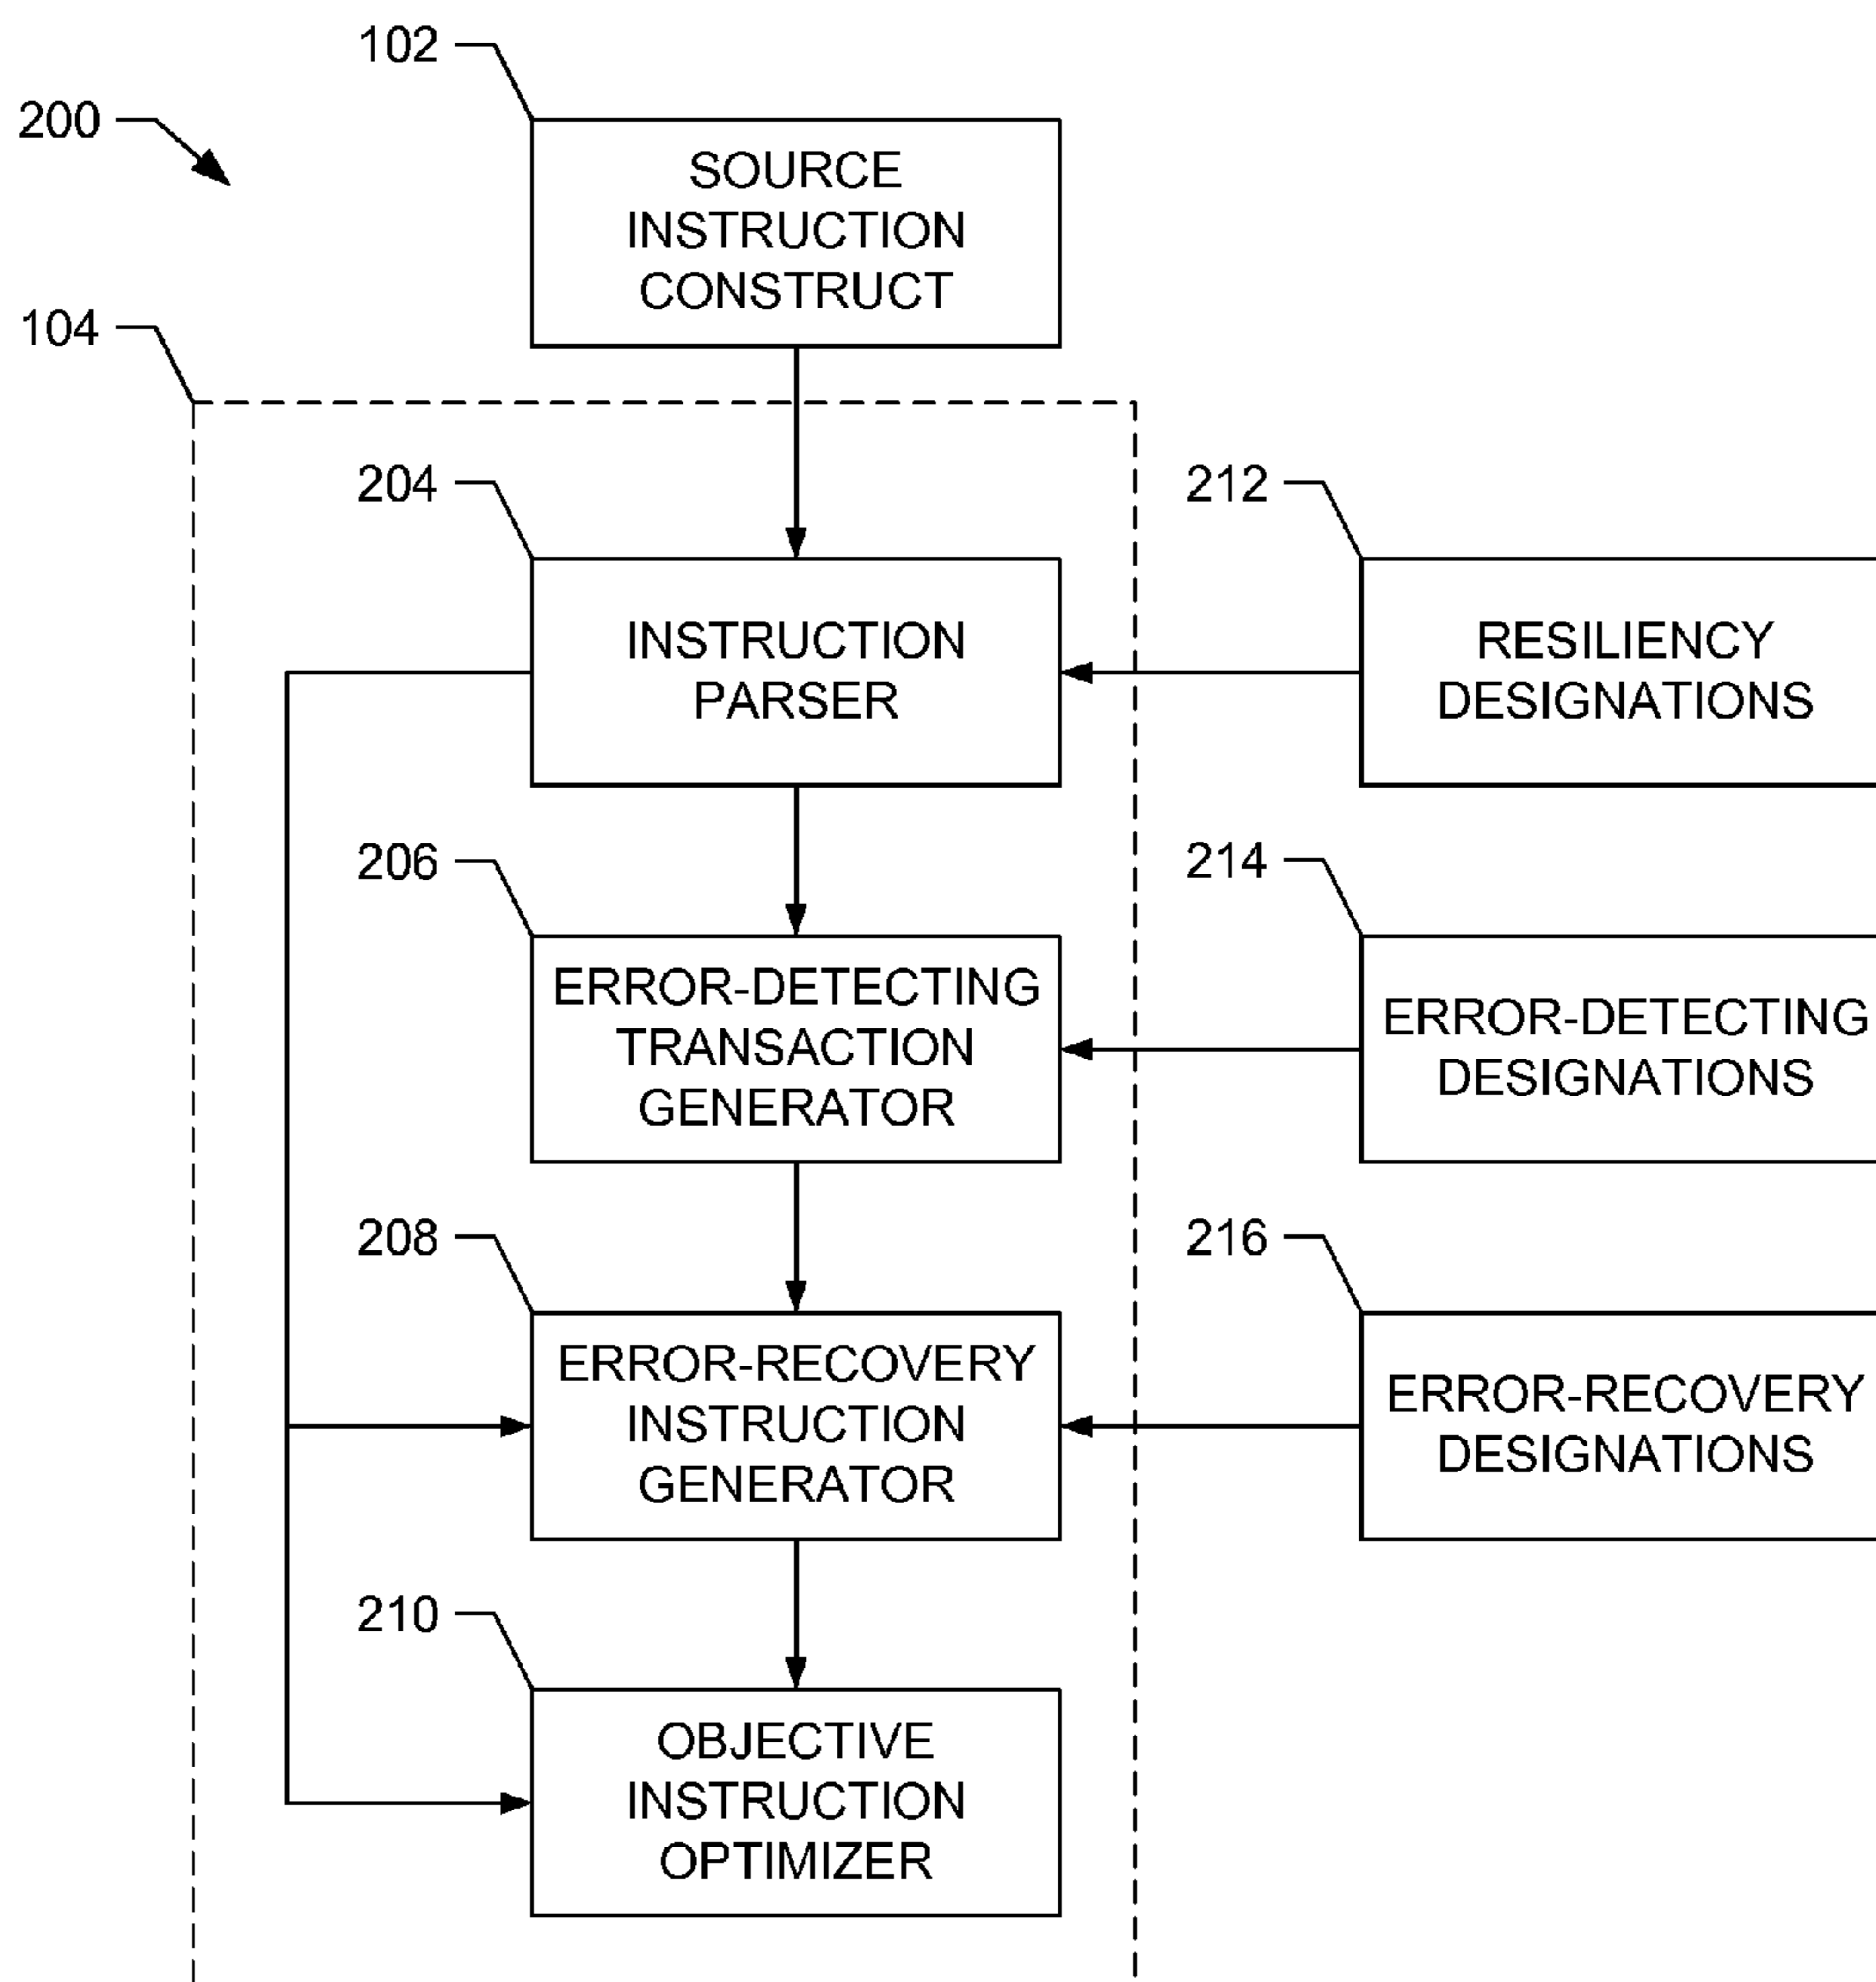 102
200
SOURCE
INSTRUCTION
CONSTRUCT
104
204
INSTRUCTION
PARSER
212
RESILIENCY
DESIGNATIONS
206
ERROR-DETECTING
TRANSACTION
GENERATOR
214
ERROR-DETECTING
DESIGNATIONS
208
ERROR-RECOVERY
INSTRUCTION
GENERATOR
216
ERROR-RECOVERY
DESIGNATIONS
210
OBJECTIVE
INSTRUCTION
OPTIMIZER